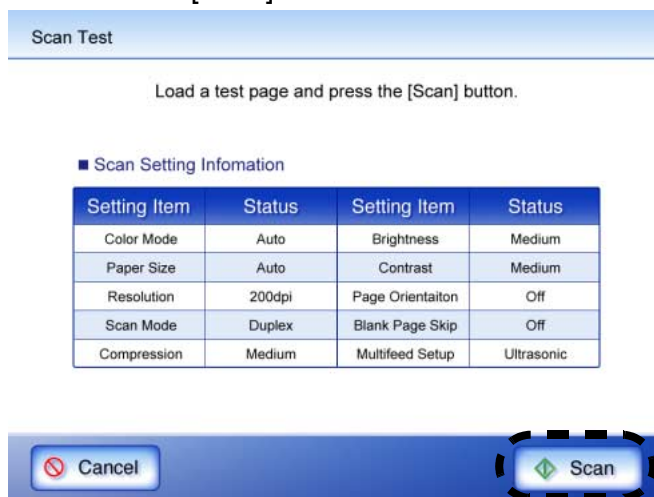 Scan Test
Load a test page and press the [Scan] button.
■ Scan Setting Infomation
Setting Item Status Setting Item Status
Color Mode Auto Brightness Medium
Paper Size Auto Contrast Medium
Resolution 200dpi Page Orientaiton Off
Scan Mode Duplex Blank Page Skip Off
Compression Medium Multifeed Setup Ultrasonic
Cancel Scan